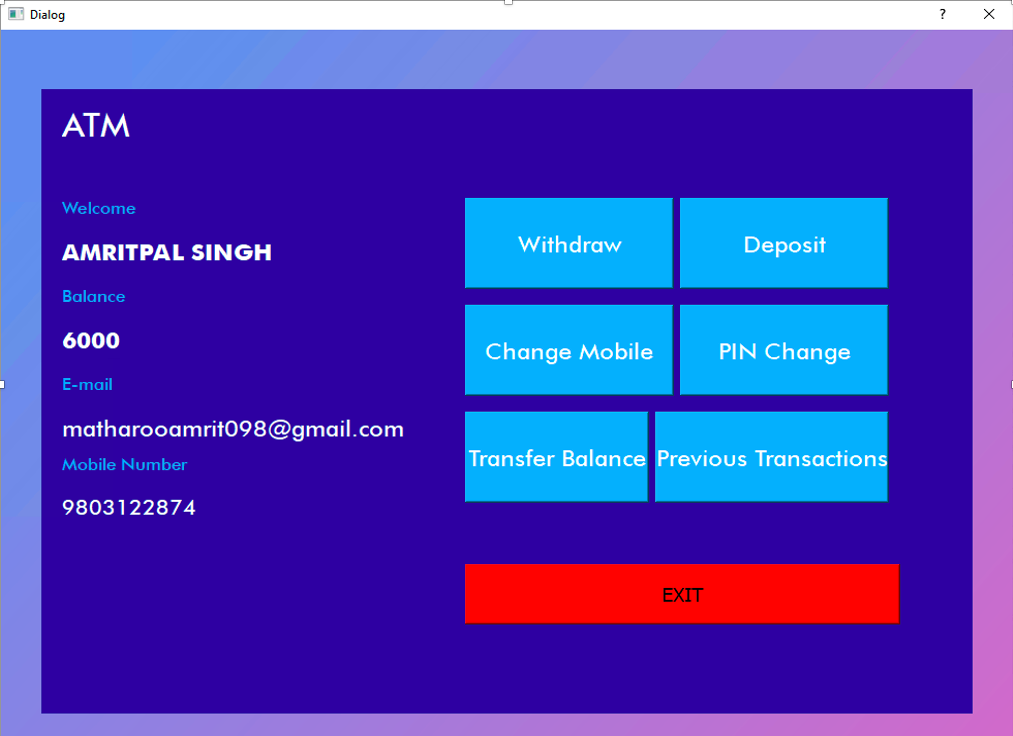 Dialog
ATM
Welcome
AMRITPAL SINGH
Balance
6000
E-mail
matharooamrit098@gmail.com
Mobile Number
9803122874
Withdraw
Deposit
Change Mobile
PIN Change
Transfer Balance
Previous Transactions
EXIT